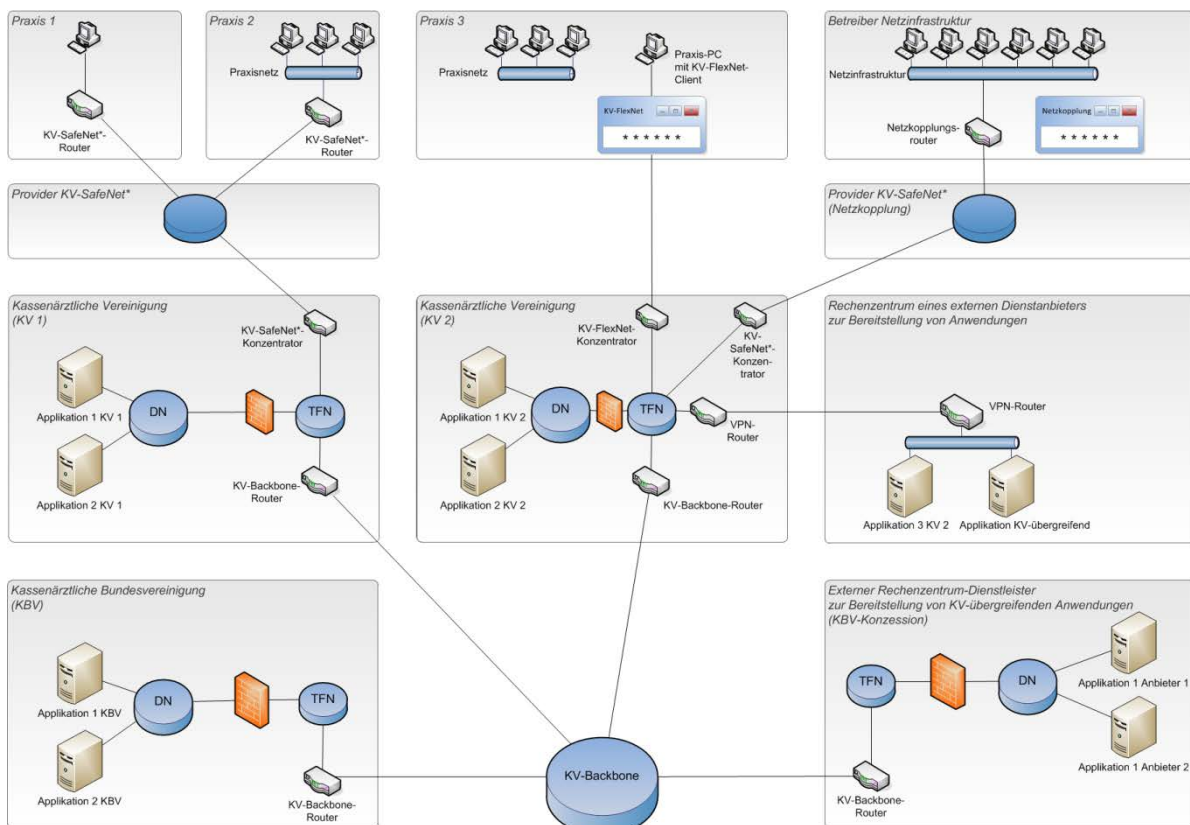 Praxis 1
KV-SafeNet*-
Router
Praxis 2
Praxisnetz
KV-SafeNet*-
Router
Praxis 3
Praxisnetz
Praxis-PC
mit KV-FlexNet-
Client
KV-FlexNet
* * * * * *
Betreiber Netzinfrastruktur
Netzinfrastruktur
Netzkopplungs-
router
Netzkopplung
* * * * * *
Provider KV-SafeNet*
Provider KV-SafeNet*
(Netzkopplung)
Kassenärztliche Vereinigung
(KV 1)
KV-SafeNet*-
Konzentrator
Applikation 1 KV 1
DN
TFN
Applikation 2 KV 1
KV-Backbone-
Router
Kassenärztliche Vereinigung
(KV 2)
KV-FlexNet-
Konzentrator
KV-
SafeNet*-
Konzen-
trator
Applikation 1 KV 2
DN
TFN
VPN-
Router
Applikation 2 KV 2
KV-Backbone-Router
Rechenzentrum eines externen Dienstanbieters
zur Bereitstellung von Anwendungen
VPN-Router
Applikation 3 KV 2
Applikation KV-übergreifend
Kassenärztliche Bundesvereinigung
(KBV)
Applikation 1 KBV
DN
TFN
Applikation 2 KBV
KV-Backbone-
Router
KV-Backbone
Externer Rechenzentrum-Dienstleister
zur Bereitstellung von KV-übergreifenden Anwendungen
(KBV-Konzession)
TFN
DN
Applikation 1 Anbieter 1
Applikation 1 Anbieter 2
KV-Backbone-
Router